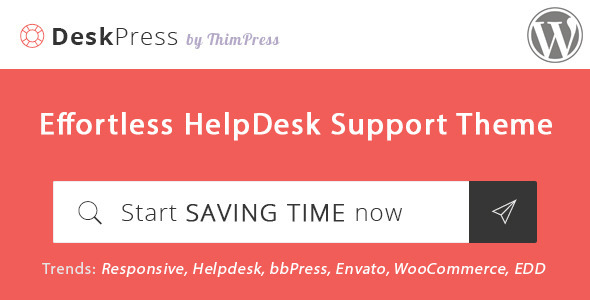 DeskPress by ThimPress
Effortless HelpDesk Support Theme
Start SAVING TIME now
Trends: Responsive, Helpdesk, bbPress, Envato, WooCommerce, EDD